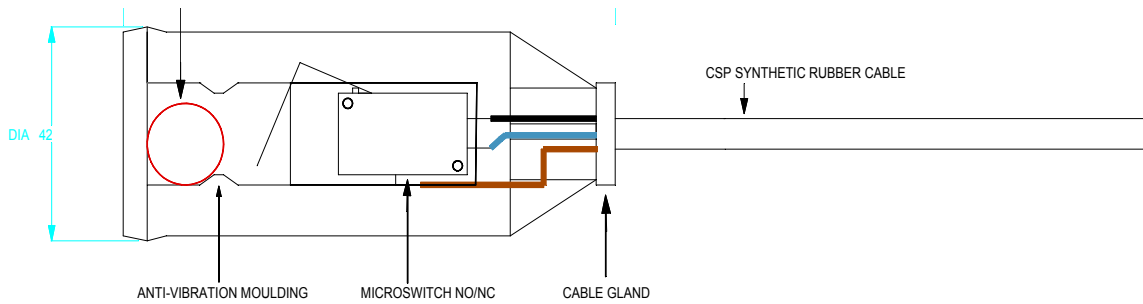 CSP SYNTHETIC RUBBER CABLE
DIA 42
ANTI-VIBRATION MOULDING
MICROSWITCH NO/NC
CABLE GLAND